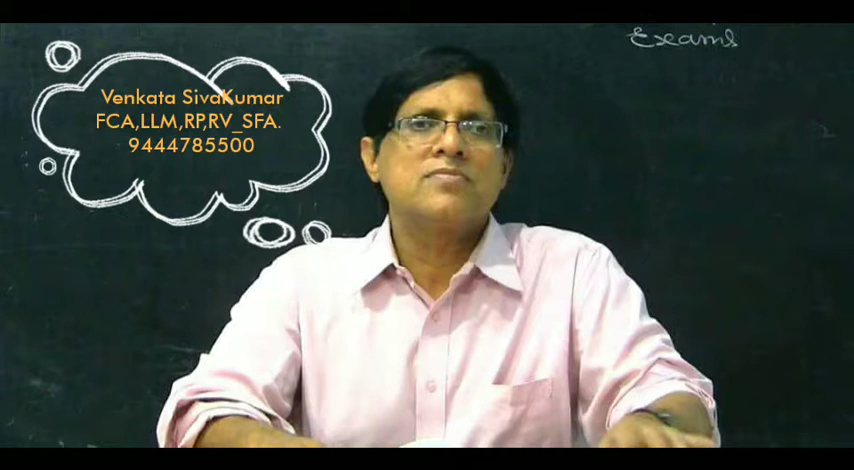 Exams
Venkata SivaKumar
FCA,LLM,RP,RV_SFA.
9444785500